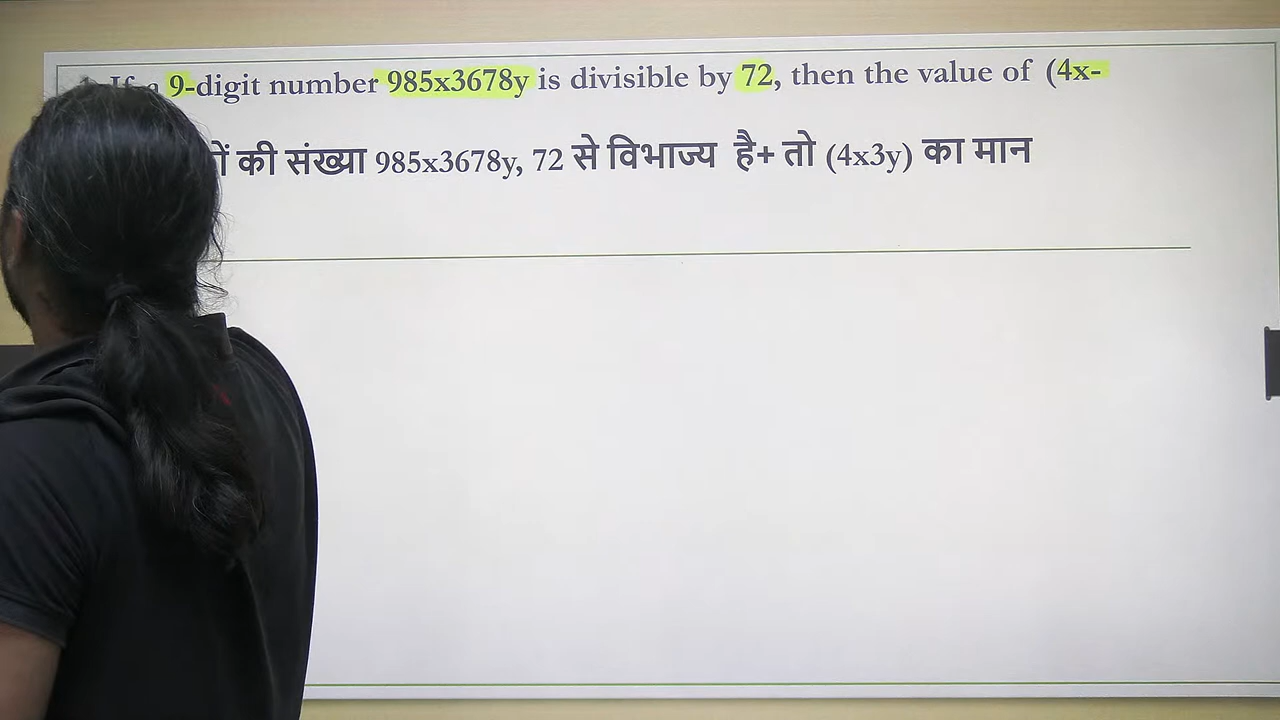 If a 9-digit number 985x3678y is divisible by 72, then the value of (4x-
की संख्या 985x3678y, 72 से विभाज्य है+ तो (4x3y) का मान